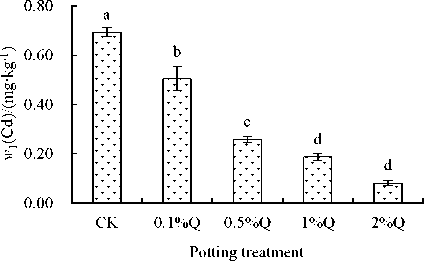 0.80
0.60
0.40
0.20
0.00
w₁(Cd)/(mg·kg⁻¹)
a
b
c
d
d
CK 0.1%Q 0.5%Q 1%Q 2%Q
Potting treatment